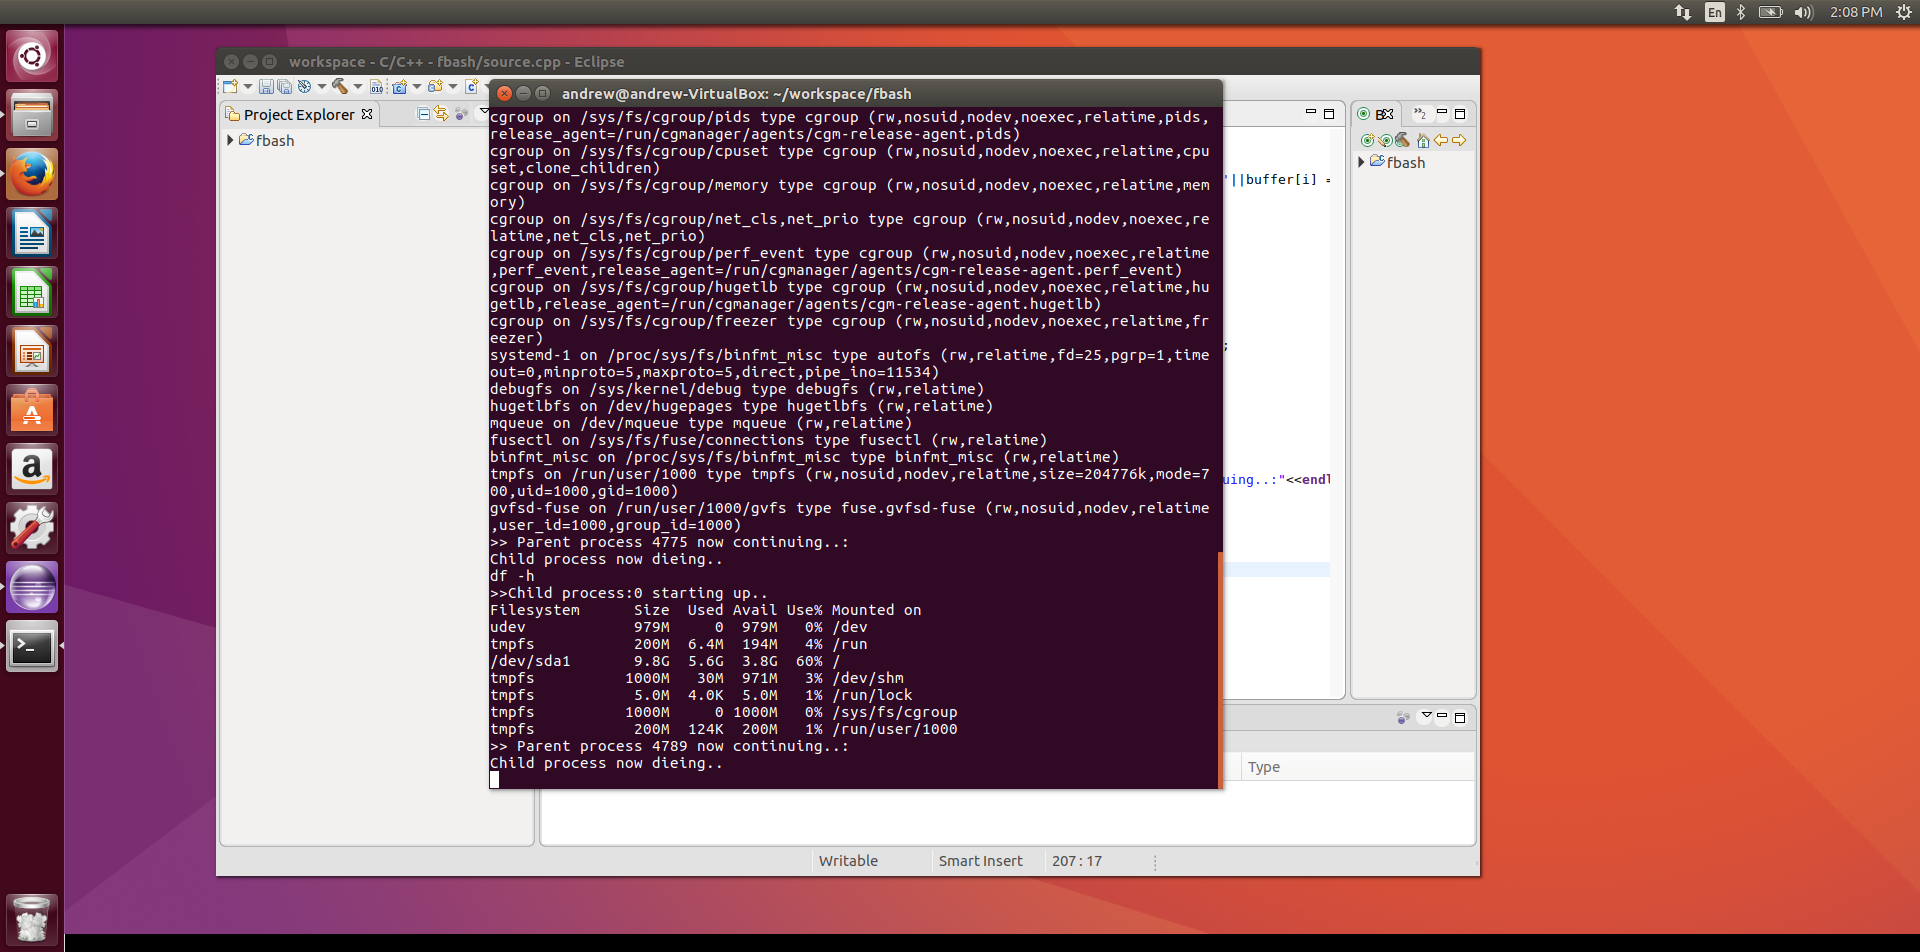 En
2:08 PM
workspace - C/C++ - fbash/source.cpp - Eclipse
Project Explorer
fbash
andrew@andrew-VirtualBox: ~/workspace/fbash
cgroup on /sys/fs/cgroup/pids type cgroup (rw,nosuid,nodev,noexec,relatime,pids,
release_agent=/run/cgmanager/agents/cgm-release-agent.pids)
cgroup on /sys/fs/cgroup/cpuset type cgroup (rw,nosuid,nodev,noexec,relatime,cpu
set,clone_children)
cgroup on /sys/fs/cgroup/memory type cgroup (rw,nosuid,nodev,noexec,relatime,mem
ory)
cgroup on /sys/fs/cgroup/net_cls,net_prio type cgroup (rw,nosuid,nodev,noexec,re
latime,net_cls,net_prio)
cgroup on /sys/fs/cgroup/perf_event type cgroup (rw,nosuid,nodev,noexec,relatime
,perf_event,release_agent=/run/cgmanager/agents/cgm-release-agent.perf_event)
cgroup on /sys/fs/cgroup/hugetlb type cgroup (rw,nosuid,nodev,noexec,relatime,hu
getlb,release_agent=/run/cgmanager/agents/cgm-release-agent.hugetlb)
cgroup on /sys/fs/cgroup/freezer type cgroup (rw,nosuid,nodev,noexec,relatime,fr
eezer)
systemd-1 on /proc/sys/fs/binfmt_misc type autofs (rw,relatime,fd=25,pgrp=1,time
out=0,minproto=5,maxproto=5,direct,pipe_ino=11534)
debugfs on /sys/kernel/debug type debugfs (rw,relatime)
hugetlbfs on /dev/hugepages type hugetlbfs (rw,relatime)
mqueue on /dev/mqueue type mqueue (rw,relatime)
fusectl on /sys/fs/fuse/connections type fusectl (rw,relatime)
binfmt_misc on /proc/sys/fs/binfmt_misc type binfmt_misc (rw,relatime)
tmpfs on /run/user/1000 type tmpfs (rw,nosuid,nodev,relatime,size=204776k,mode=7
00,uid=1000,gid=1000)
gvfsd-fuse on /run/user/1000/gvfs type fuse.gvfsd-fuse (rw,nosuid,nodev,relatime
,user_id=1000,group_id=1000)
>> Parent process 4775 now continuing..:
Child process now dieing..
df -h
>>Child process:0 starting up..
Filesystem      Size  Used Avail Use% Mounted on
udev            979M     0  979M   0% /dev
tmpfs           200M  6.4M  194M   4% /run
/dev/sda1       9.8G  5.6G  3.8G  60% /
tmpfs          1000M   30M  971M   3% /dev/shm
tmpfs           5.0M  4.0K  5.0M   1% /run/lock
tmpfs          1000M     0 1000M   0% /sys/fs/cgroup
tmpfs           200M  124K  200M   1% /run/user/1000
>> Parent process 4789 now continuing..:
Child process now dieing..
'||buffer[i] =
;
uing..:"<<endl
fbash
Type
Writable
Smart Insert
207 : 17